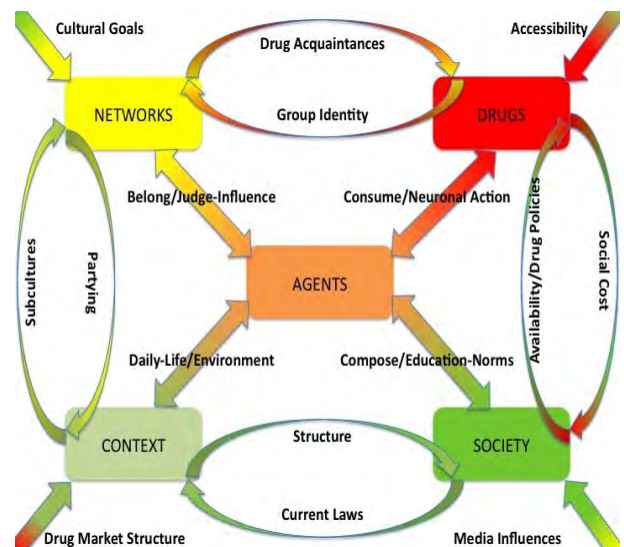 Cultural Goals
Drug Acquaintances
Accessibility
NETWORKS
Group Identity
DRUGS
Belong/Judge-Influence
Consume/Neuronal Action
Subcultures
Partying
AGENTS
Availability/Drug Policies
Social Cost
Daily-Life/Environment
Compose/Education-Norms
CONTEXT
Structure
SOCIETY
Current Laws
Drug Market Structure
Media Influences